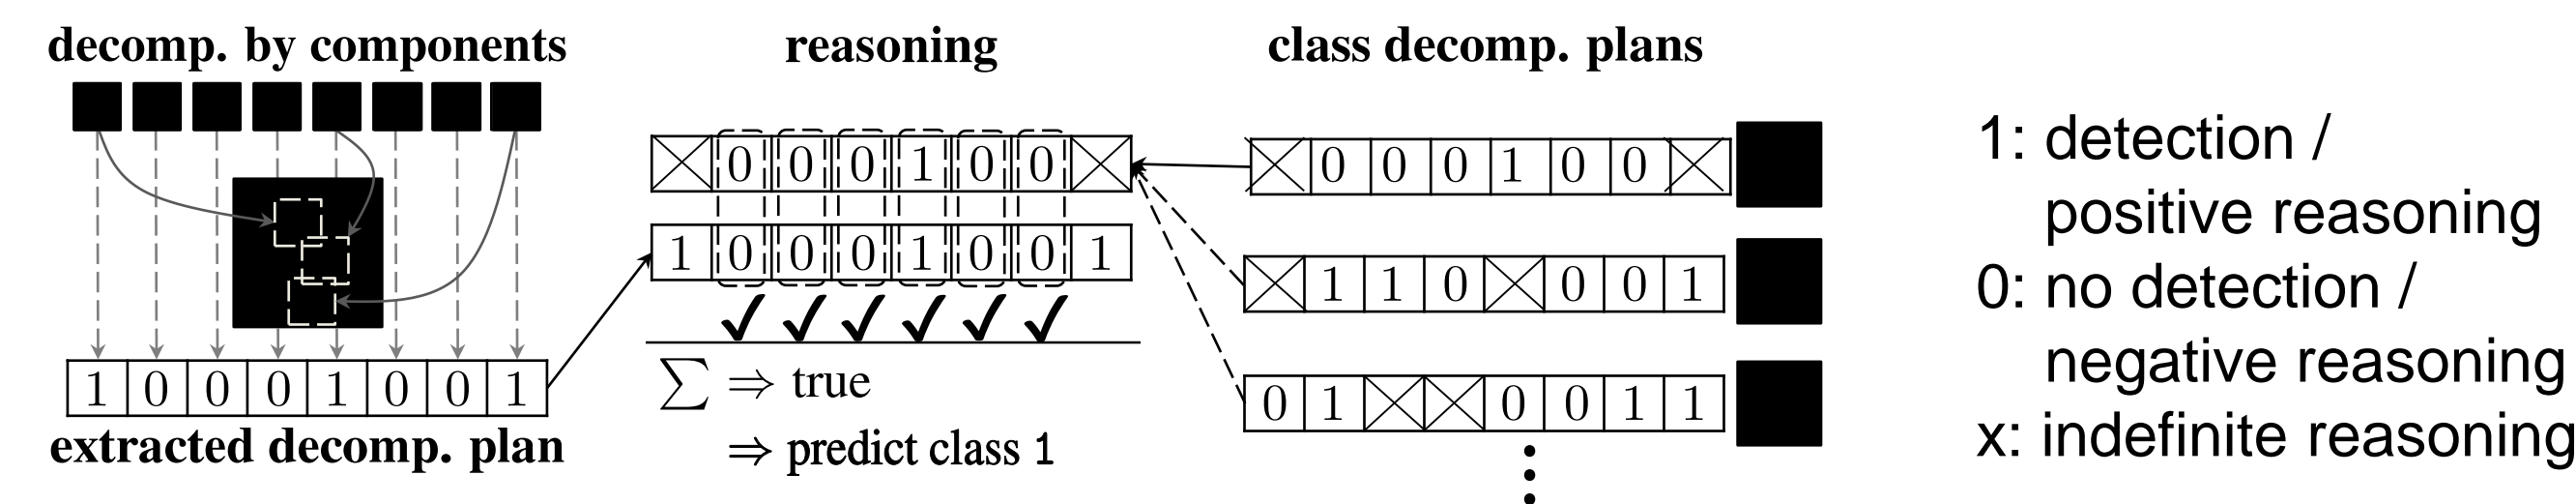 decomp. by components
1 0 0 0 1 0 0 1
extracted decomp. plan
reasoning
0 0 0 1 0 0
1 0 0 0 1 0 0 1
✓ ✓ ✓ ✓ ✓ ✓
∑ ⇒ true
⇒ predict class 1
class decomp. plans
0 0 0 1 0 0
1 1 0 0 0 1
0 1 0 0 1 1
⋮
1: detection /
positive reasoning
0: no detection /
negative reasoning
x: indefinite reasoning